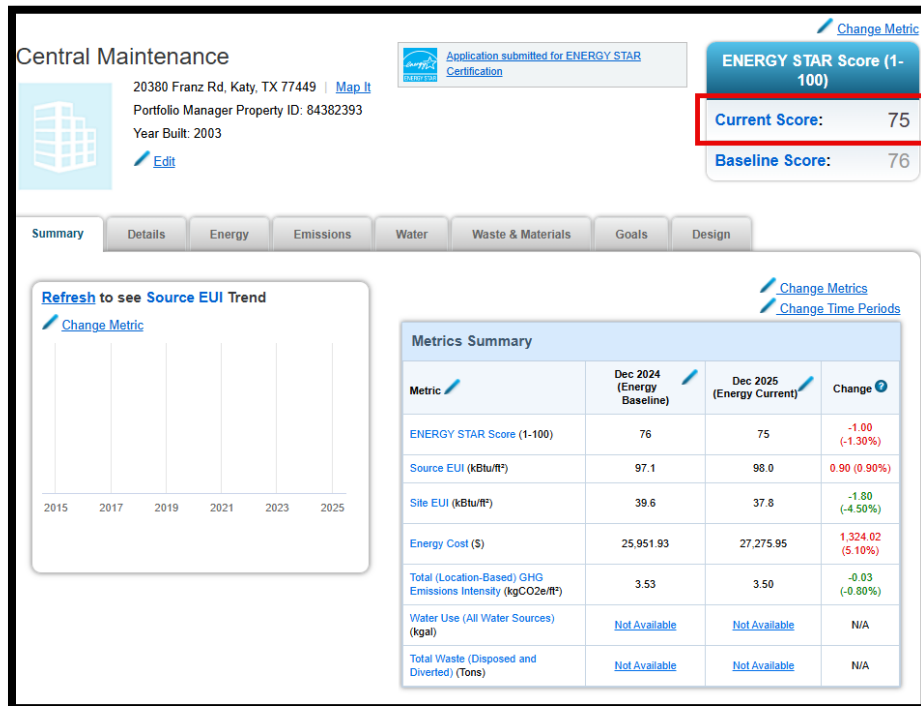 Change Metric
Central Maintenance
ENERGY STAR
Application submitted for ENERGY STAR
Certification
ENERGY STAR Score (1-
100)
20380 Franz Rd, Katy, TX 77449 | Map It
Portfolio Manager Property ID: 84382393
Year Built: 2003
Edit
Current Score: 75
Baseline Score: 76
Summary Details Energy Emissions Water Waste & Materials Goals Design
Refresh to see Source EUI Trend
Change Metric
2015 2017 2019 2021 2023 2025
Change Metrics
Change Time Periods
Metrics Summary
Metric
Dec 2024
(Energy
Baseline)
Dec 2025
(Energy Current)
Change ?
ENERGY STAR Score (1-100) 76 75 -1.00
(-1.30%)
Source EUI (kBtu/ft²) 97.1 98.0 0.90 (0.90%)
Site EUI (kBtu/ft²) 39.6 37.8 -1.80
(-4.50%)
Energy Cost ($) 25,951.93 27,275.95 1,324.02
(5.10%)
Total (Location-Based) GHG
Emissions Intensity (kgCO2e/ft²) 3.53 3.50 -0.03
(-0.80%)
Water Use (All Water Sources)
(kgal) Not Available Not Available N/A
Total Waste (Disposed and
Diverted) (Tons) Not Available Not Available N/A